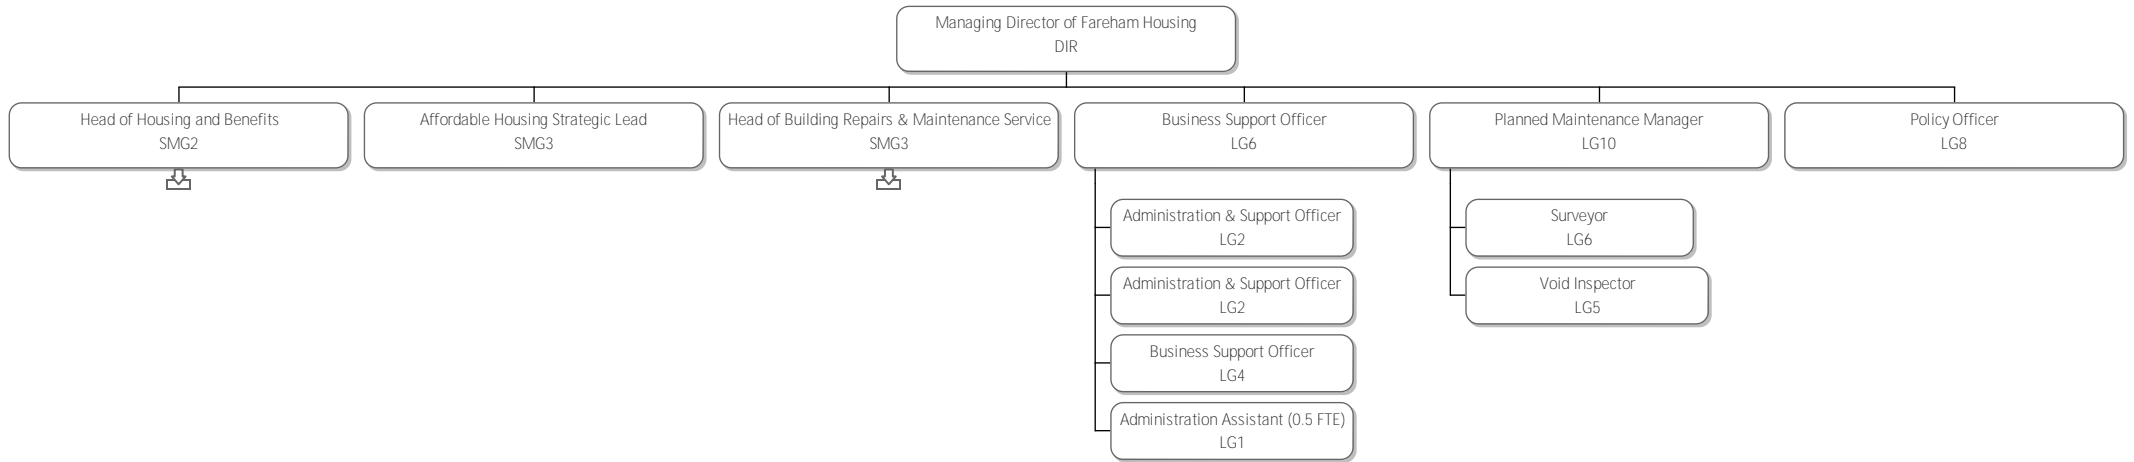 Managing Director of Fareham Housing
DIR
Head of Housing and Benefits
SMG2
Affordable Housing Strategic Lead
SMG3
Head of Building Repairs & Maintenance Service
SMG3
Business Support Officer
LG6
Planned Maintenance Manager
LG10
Policy Officer
LG8
Administration & Support Officer
LG2
Administration & Support Officer
LG2
Business Support Officer
LG4
Administration Assistant (0.5 FTE)
LG1
Surveyor
LG6
Void Inspector
LG5